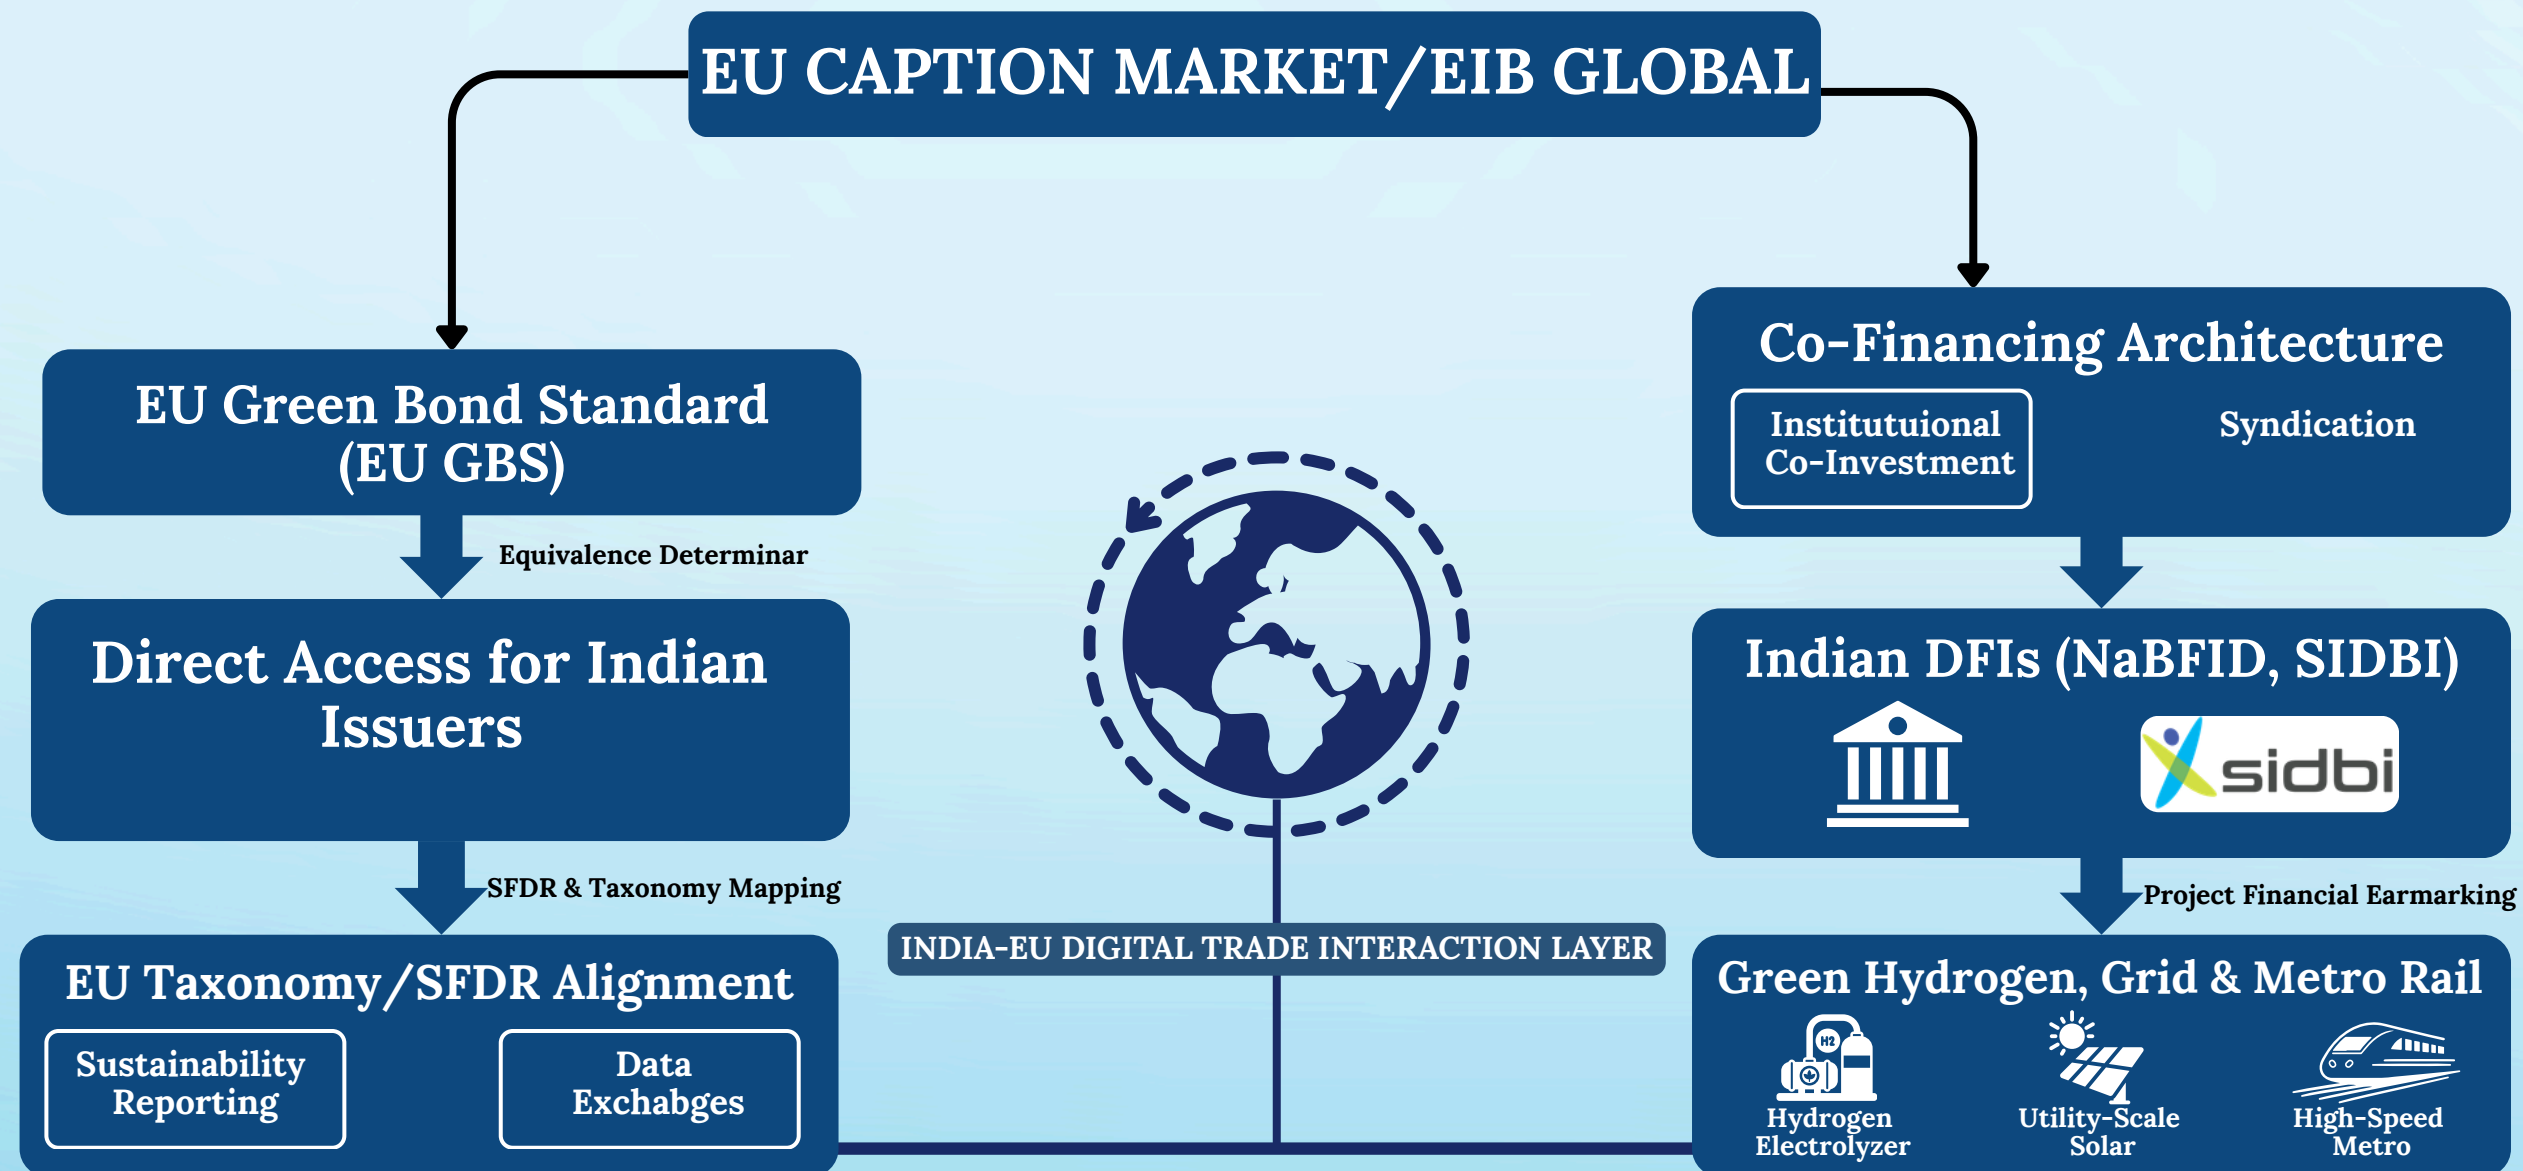 EU CAPTION MARKET/EIB GLOBAL
EU Green Bond Standard
(EU GBS)
Equivalence Determinar
Direct Access for Indian
Issuers
SFDR & Taxonomy Mapping
EU Taxonomy/SFDR Alignment
Sustainability
Reporting
Data
Exchabges
INDIA-EU DIGITAL TRADE INTERACTION LAYER
Co-Financing Architecture
Institutuional
Co-Investment
Syndication
Indian DFIs (NaBFID, SIDBI)
sidbi
Project Financial Earmarking
Green Hydrogen, Grid & Metro Rail
H2
Hydrogen
Electrolyzer
Utility-Scale
Solar
High-Speed
Metro